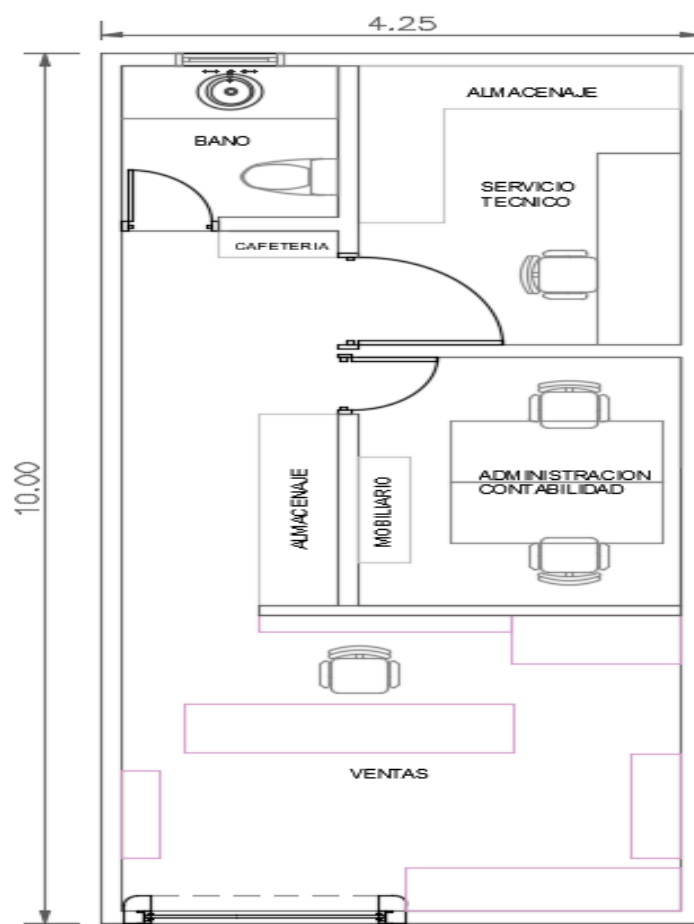 4.25
ALMACENAJE
BANO
SERVICIO
TECNICO
CAFETERIA
10.00
ALMACENAJE
MOBILIARIO
ADMINISTRACION
CONTABILIDAD
VENTAS